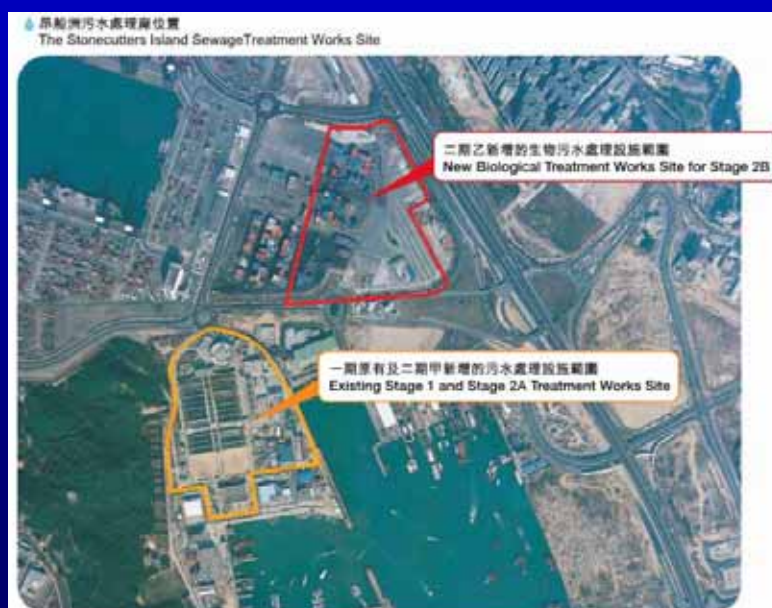 昂船洲污水處理廠位置
The Stonecutters Island SewageTreatment Works Site
二期乙新增的生物污水處理設施範圍
New Biological Treatment Works Site for Stage 2B
一期原有及二期甲新增的污水處理設施範圍
Existing Stage 1 and Stage 2A Treatment Works Site